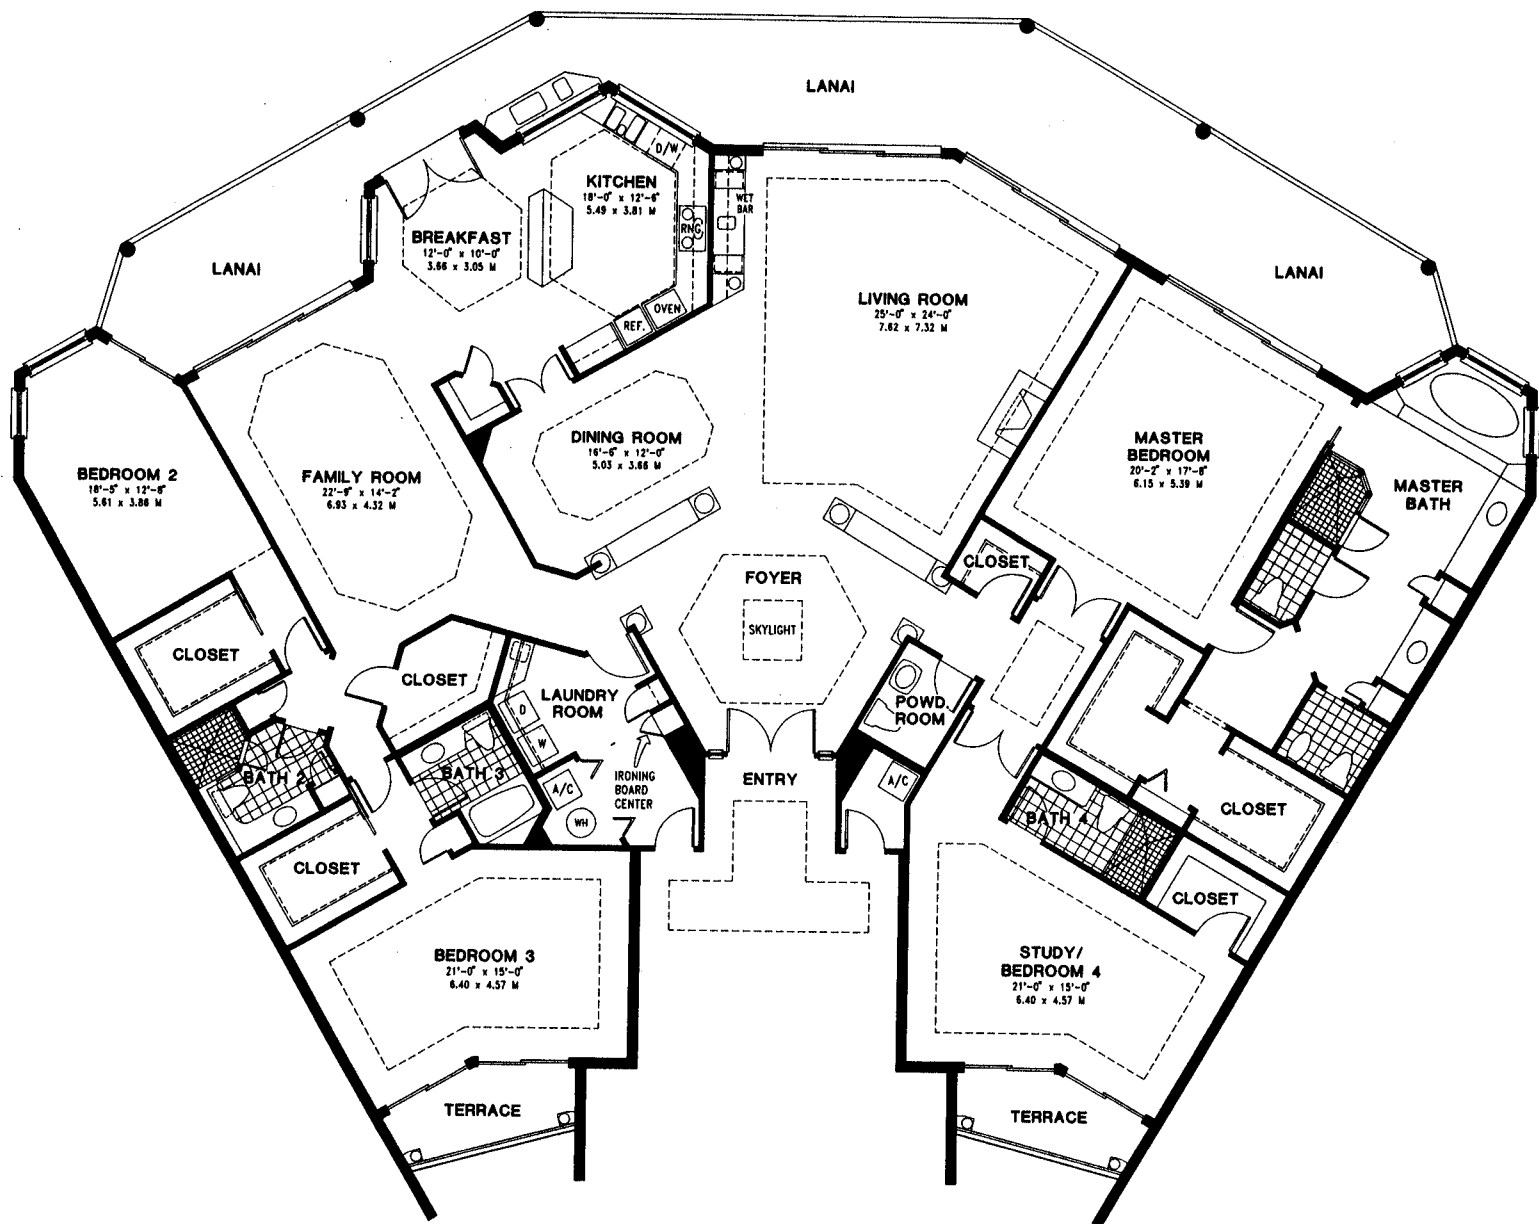 LANAI
LANAI
LANAI
D/W
KITCHEN
18'-0" x 12'-6"
5.49 x 3.81 M
WET
BAR
RNG
BREAKFAST
12'-0" x 10'-0"
3.66 x 3.05 M
OVEN
REF.
LIVING ROOM
25'-0" x 24'-0"
7.62 x 7.32 M
DINING ROOM
16'-6" x 12'-0"
5.03 x 3.66 M
MASTER
BEDROOM
20'-2" x 17'-8"
6.15 x 5.39 M
BEDROOM 2
18'-5" x 12'-8"
5.61 x 3.86 M
FAMILY ROOM
22'-9" x 14'-2"
6.93 x 4.32 M
MASTER
BATH
CLOSET
FOYER
SKYLIGHT
CLOSET
CLOSET
LAUNDRY
ROOM
D
W
POWD.
ROOM
BATH 2
BATH 3
IRONING
BOARD
CENTER
A/C
WH
ENTRY
A/C
BATH 4
CLOSET
CLOSET
CLOSET
BEDROOM 3
21'-0" x 15'-0"
6.40 x 4.57 M
STUDY/
BEDROOM 4
21'-0" x 15'-0"
6.40 x 4.57 M
TERRACE
TERRACE